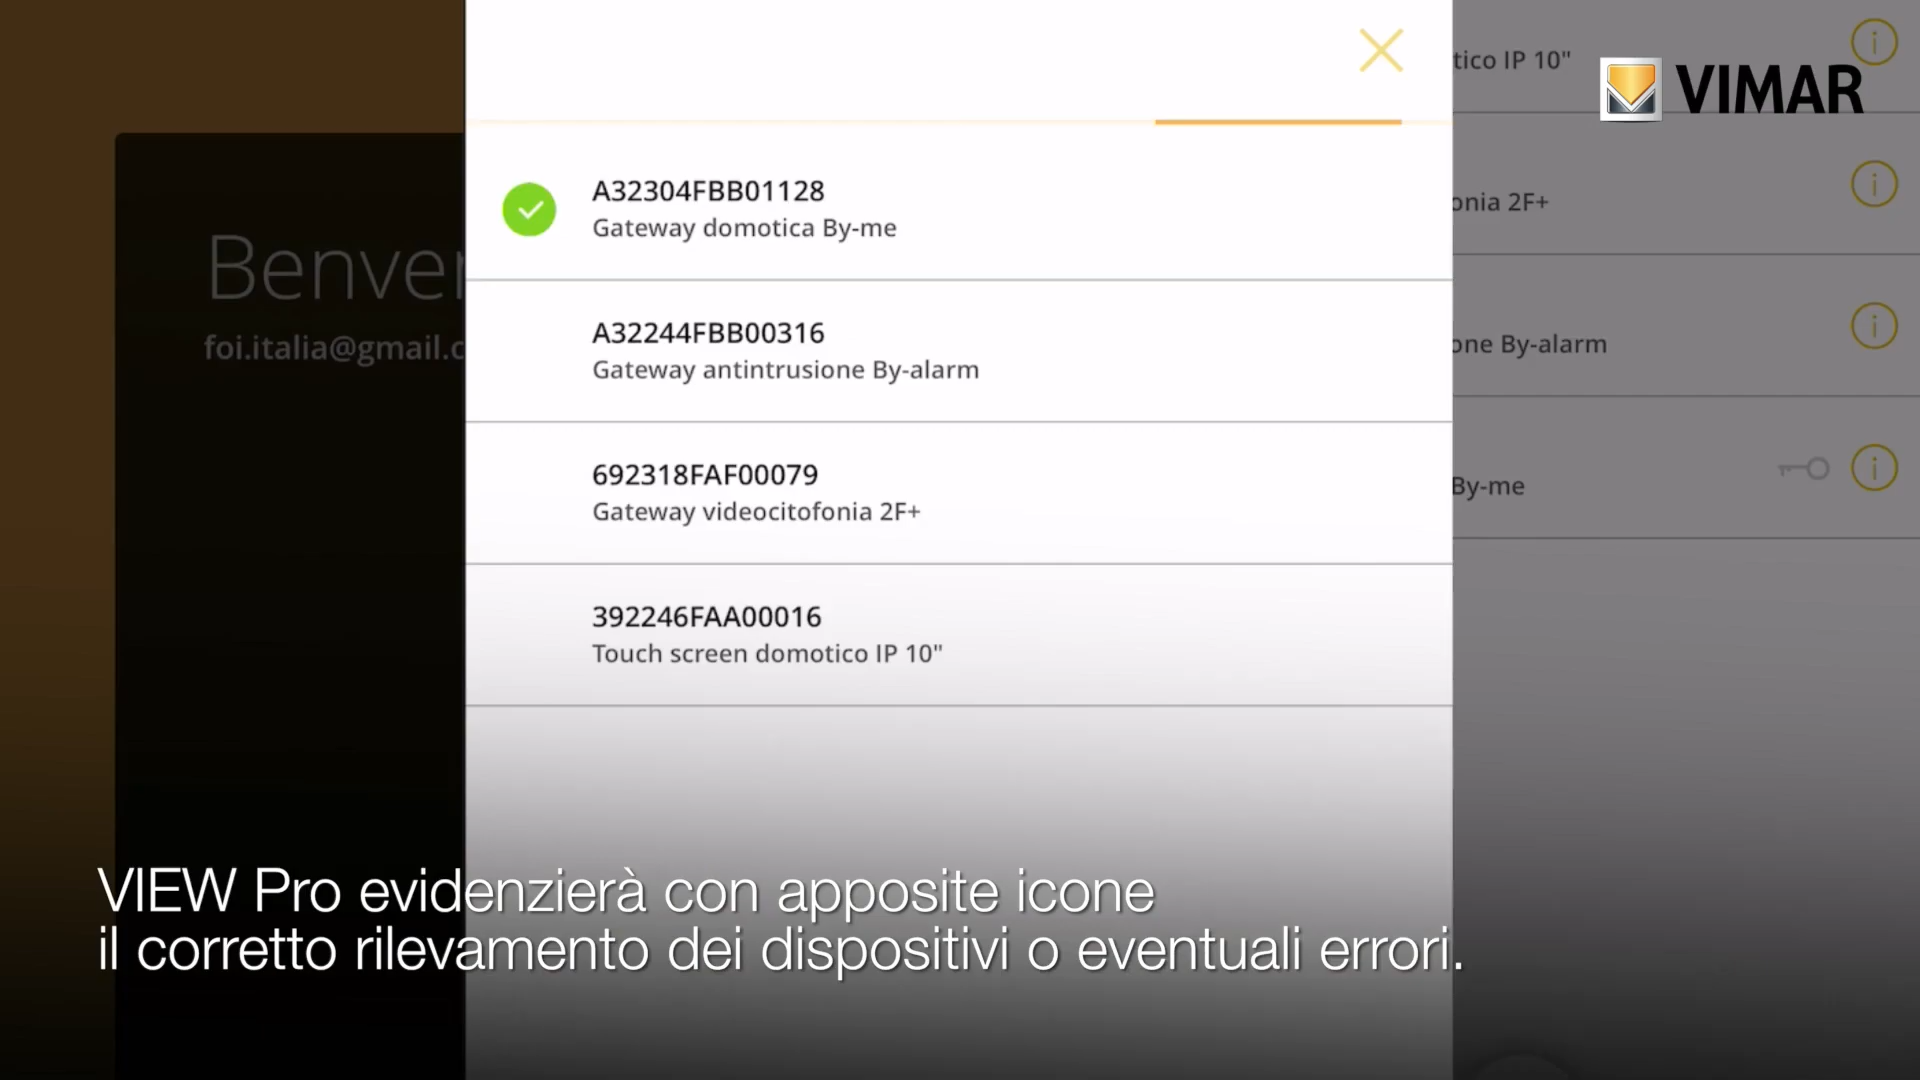 VIMAR
tico IP 10"
A32304FBB01128
Gateway domotica By-me
onia 2F+
Benve
foi.italia@gmail.c
A32244FBB00316
Gateway antintrusione By-alarm
one By-alarm
692318FAF00079
Gateway videocitofonia 2F+
By-me
392246FAA00016
Touch screen domotico IP 10"
VIEW Pro evidenzierà con apposite icone
il corretto rilevamento dei dispositivi o eventuali errori.